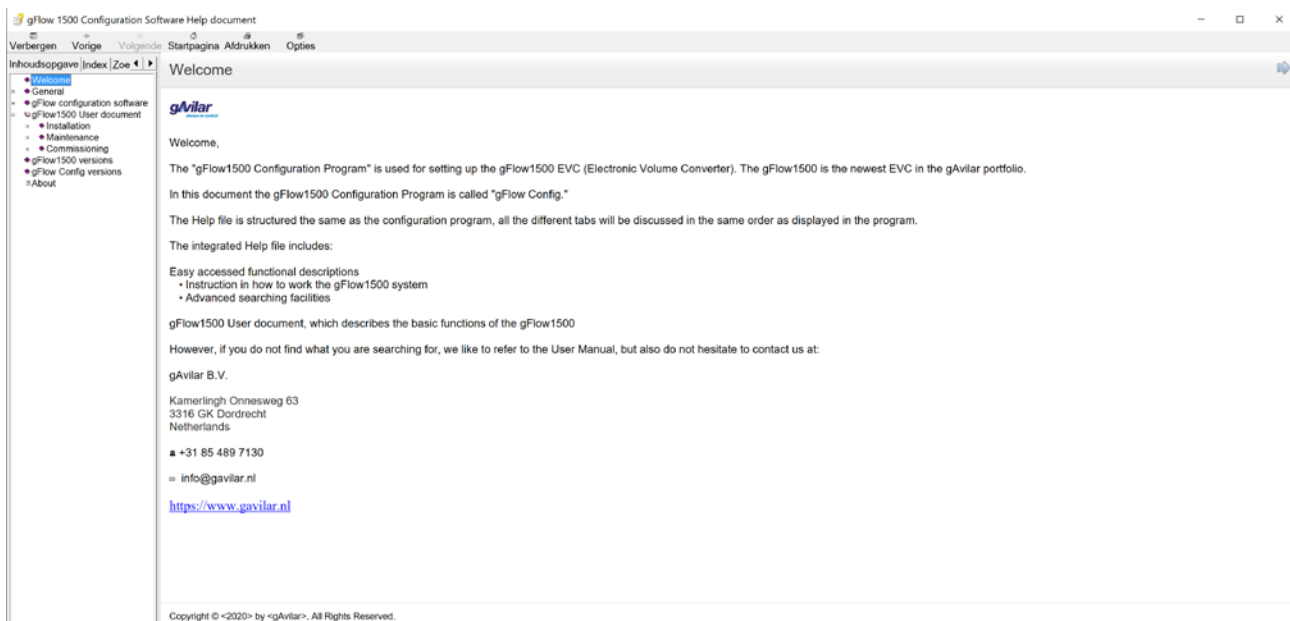 gFlow 1500 Configuration Software Help document
Verbergen Vorige Volgende Startpagina Afdrukken Opties
Inhoudsopgave Index Zoe
Welcome
General
gFlow configuration software
gFlow1500 User document
Installation
Maintenance
Commissioning
gFlow1500 versions
gFlow Config versions
About
Welcome
gAvilar
Welcome,
The "gFlow1500 Configuration Program" is used for setting up the gFlow1500 EVC (Electronic Volume Converter). The gFlow1500 is the newest EVC in the gAvilar portfolio.
In this document the gFlow1500 Configuration Program is called "gFlow Config."
The Help file is structured the same as the configuration program, all the different tabs will be discussed in the same order as displayed in the program.
The integrated Help file includes:
Easy accessed functional descriptions
• Instruction in how to work the gFlow1500 system
• Advanced searching facilities
gFlow1500 User document, which describes the basic functions of the gFlow1500
However, if you do not find what you are searching for, we like to refer to the User Manual, but also do not hesitate to contact us at:
gAvilar B.V.
Kamerlingh Onnesweg 63
3316 GK Dordrecht
Netherlands
+31 85 489 7130
info@gavilar.nl
https://www.gavilar.nl
Copyright © <2020> by <gAvilar>. All Rights Reserved.